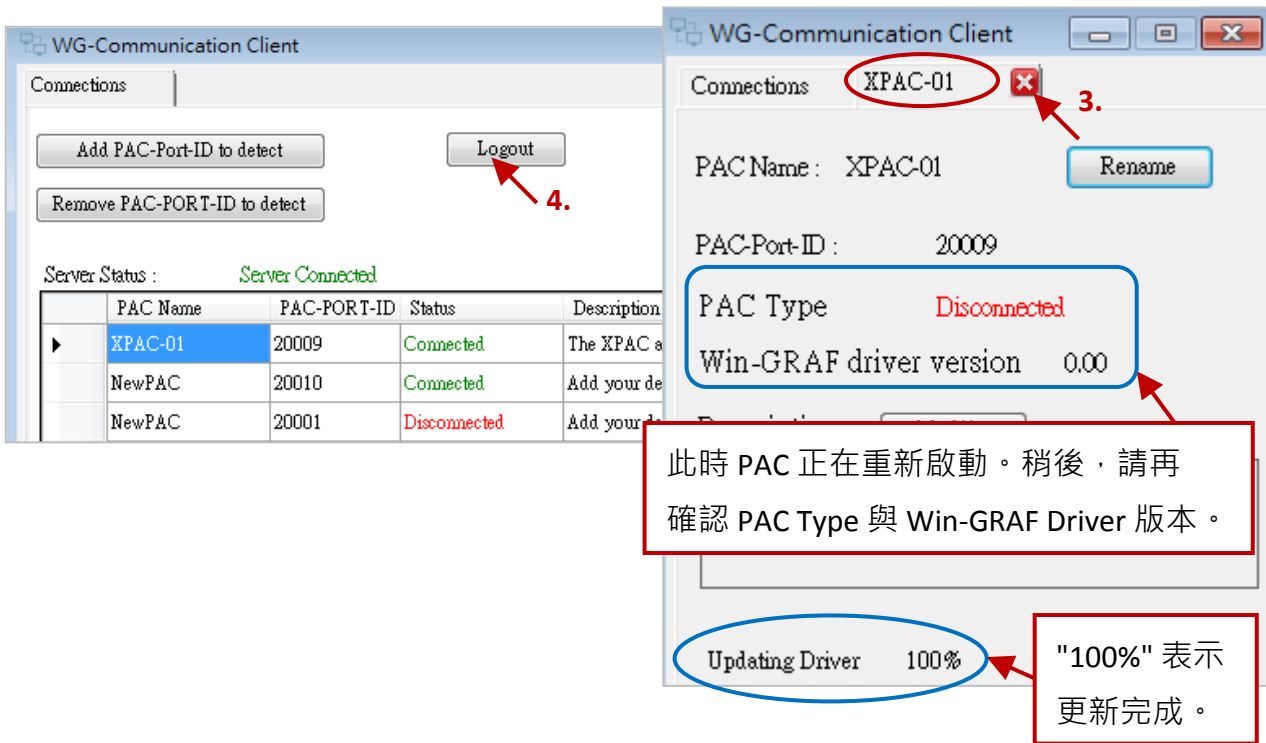 WG-Communication Client
Connections
Add PAC-Port-ID to detect
Logout
Remove PAC-PORT-ID to detect
4.
Server Status : Server Connected
PAC Name PAC-PORT-ID Status Description
XPAC-01 20009 Connected The XPAC a
NewPAC 20010 Connected Add your de
NewPAC 20001 Disconnected Add your de
WG-Communication Client
Connections XPAC-01
3.
PAC Name : XPAC-01 Rename
PAC-Port-ID : 20009
PAC Type Disconnected
Win-GRAF driver version 0.00
此時 PAC 正在重新啟動。稍後，請再
確認 PAC Type 與 Win-GRAF Driver 版本。
Updating Driver 100%
"100%" 表示
更新完成。